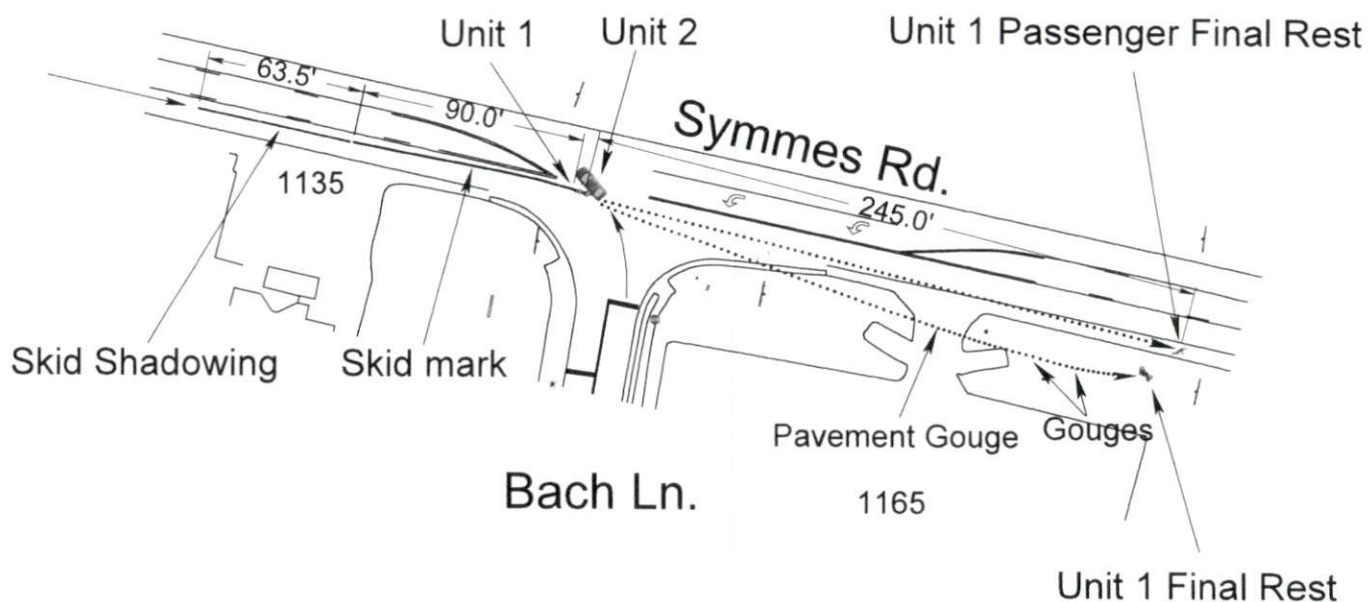 Unit 1
Unit 2
Unit 1 Passenger Final Rest
63.5'
90.0'
Symmes Rd.
245.0'
1135
Skid Shadowing
Skid mark
Pavement Gouge
Gouges
Bach Ln.
1165
Unit 1 Final Rest